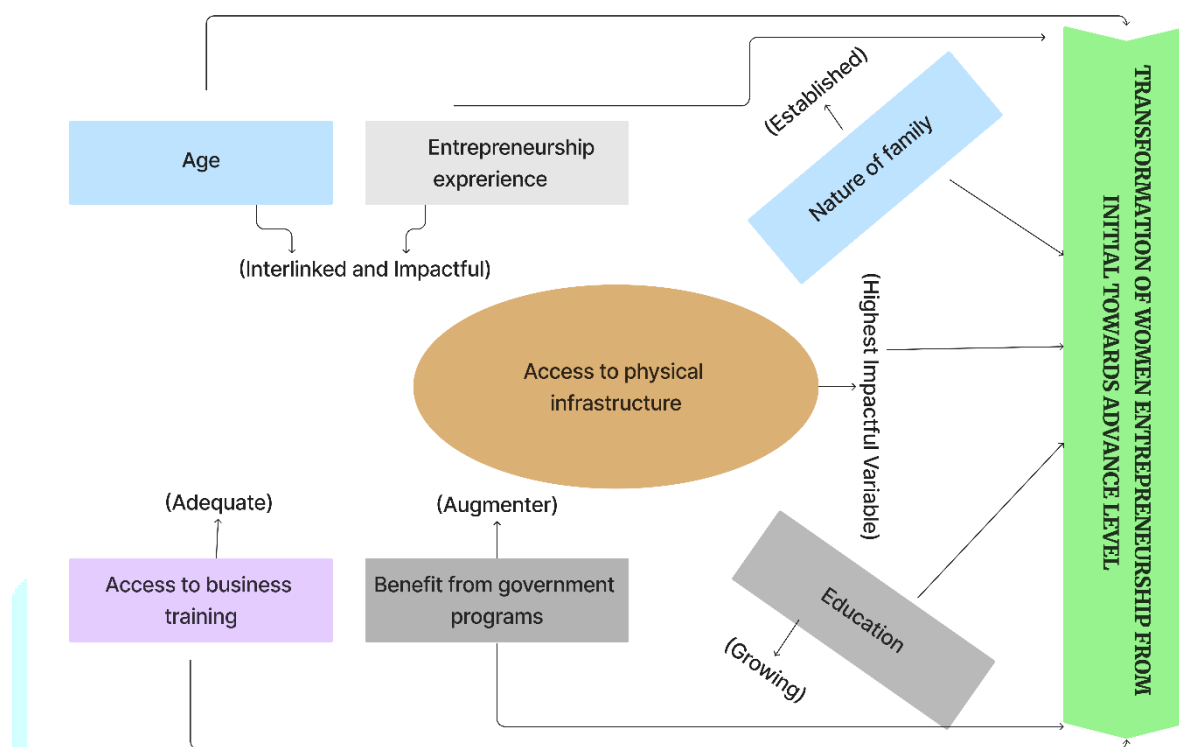 Age
Entrepreneurship
exprerience
(Interlinked and Impactful)
(Established)
Nature of family
Access to physical
infrastructure
(Highest Impactful Variable)
(Adequate)
Access to business
training
(Augmenter)
Benefit from government
programs
Education
(Growing)
TRANSFORMATION OF WOMEN ENTREPRENEURSHIP FROM
INITIAL TOWARDS ADVANCE LEVEL